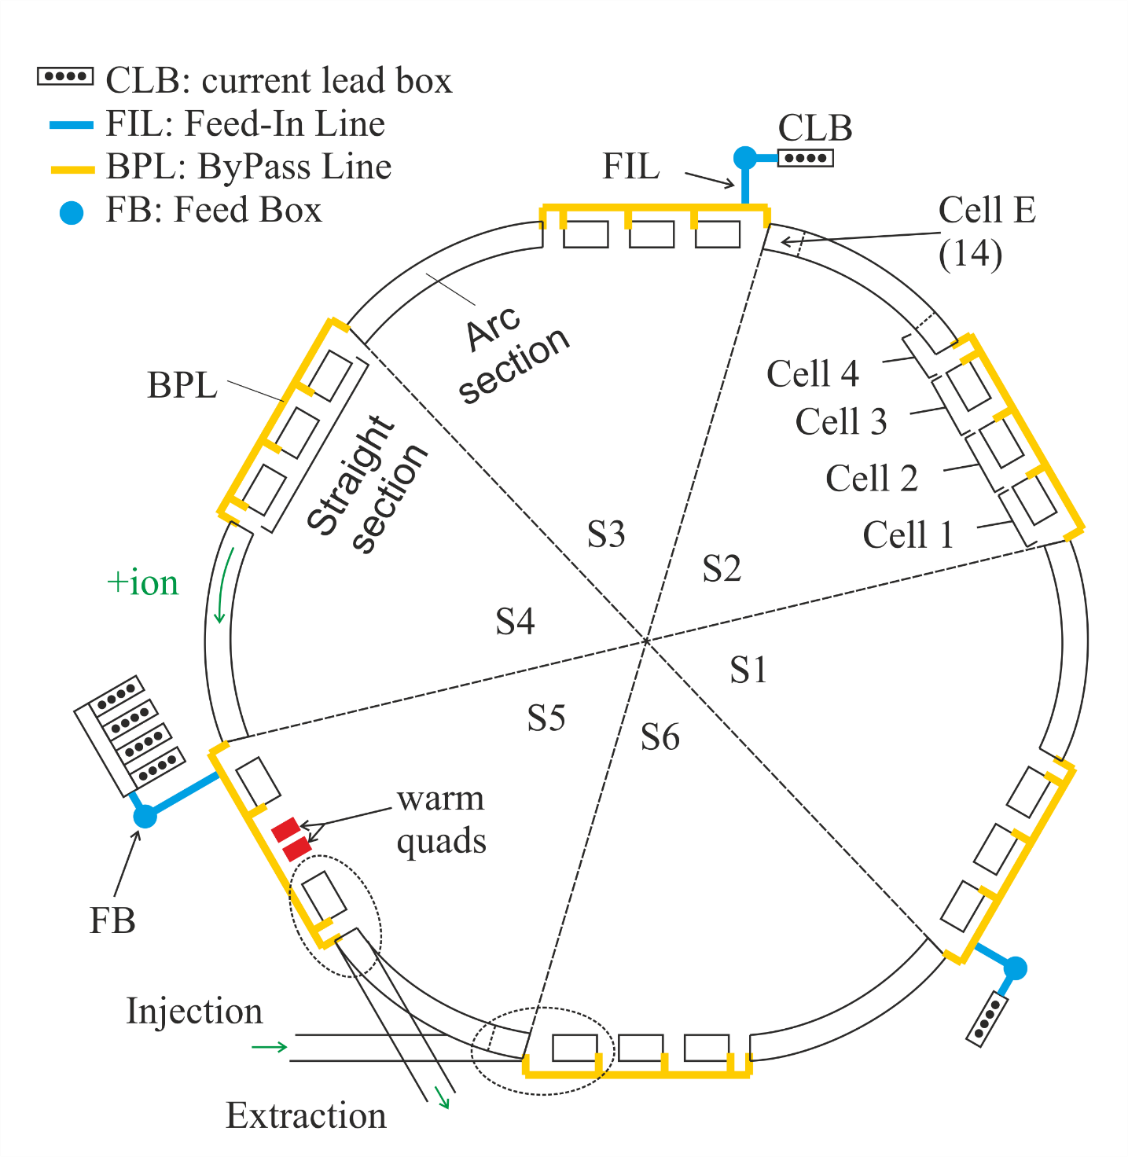 CLB: current lead box
FIL: Feed-In Line
BPL: ByPass Line
FB: Feed Box
CLB
FIL
Cell E
(14)
Arc
section
BPL
Cell 4
Cell 3
Cell 2
Cell 1
Straight
section
S3
S2
+ion
S4
S1
S5
S6
warm
quads
FB
Injection
Extraction